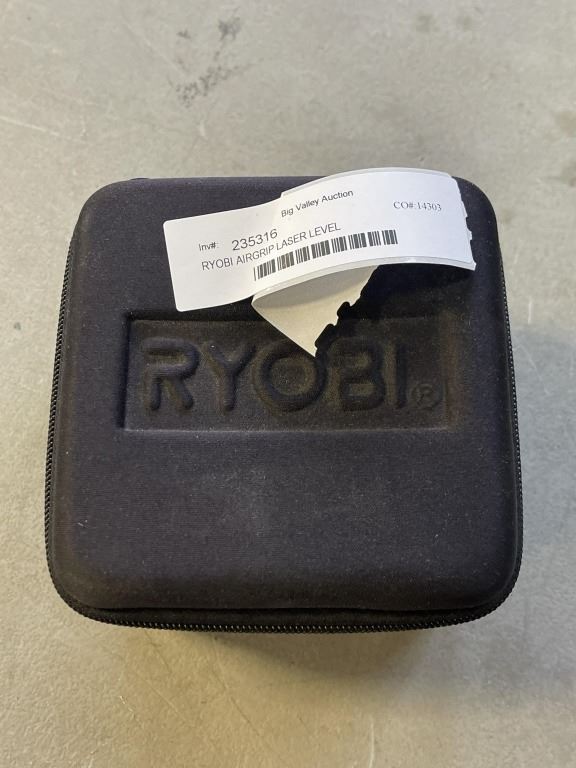 Big Valley Auction
CO#:14303
Inv#: 235316
RYOBI AIRGRIP LASER LEVEL
RYOBI®